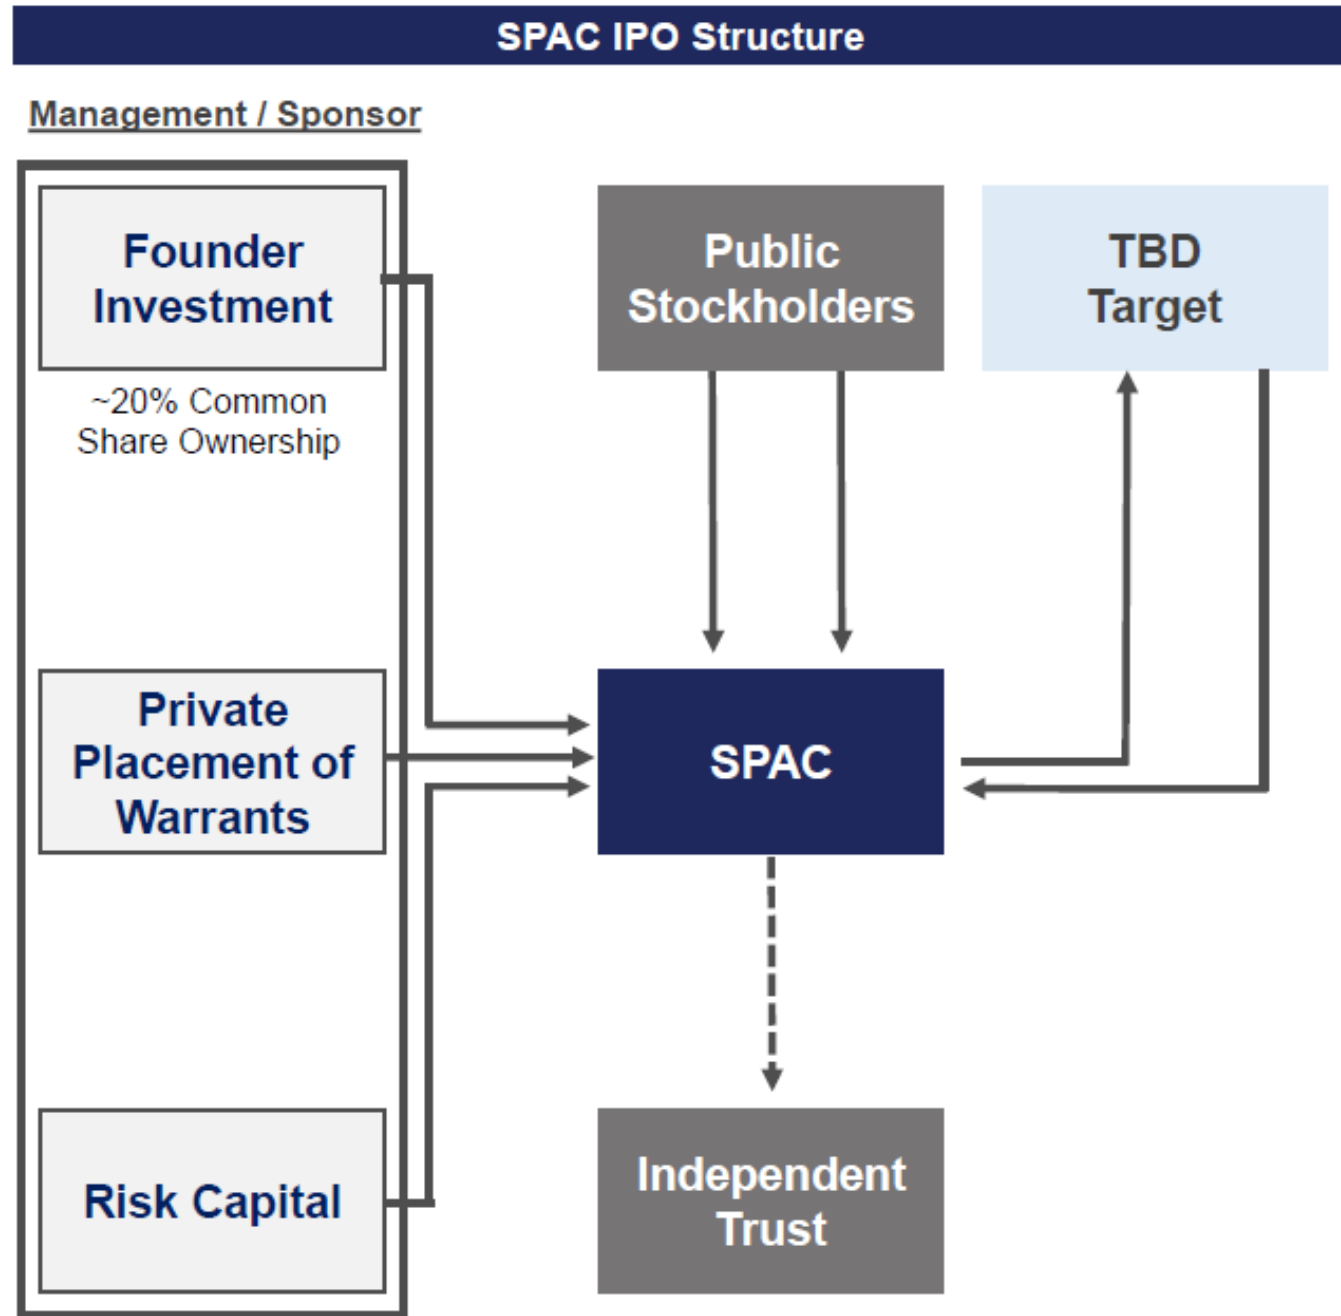 SPAC IPO Structure
Management / Sponsor
Founder
Investment
~20% Common
Share Ownership
Public
Stockholders
TBD
Target
Private
Placement of
Warrants
SPAC
Risk Capital
Independent
Trust